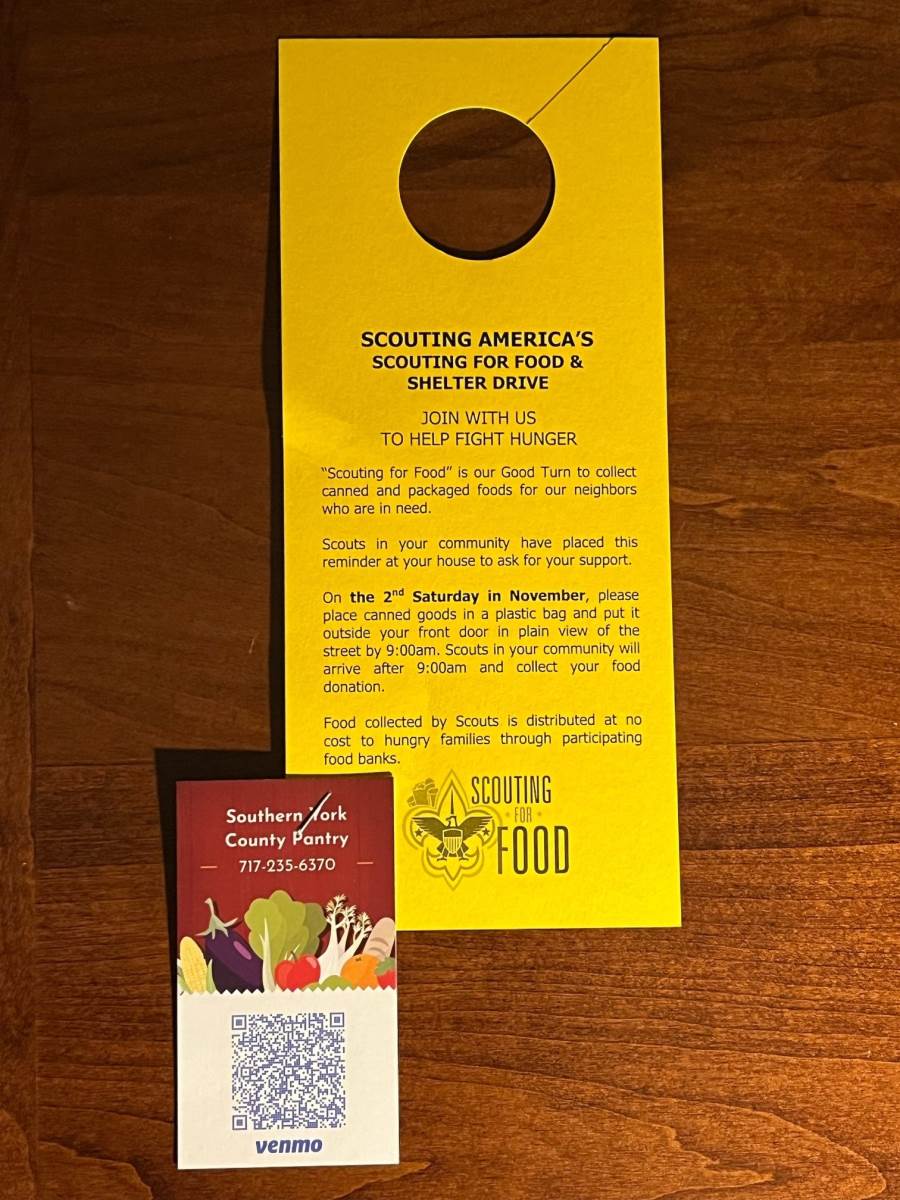 SCOUTING AMERICA'S
SCOUTING FOR FOOD &
SHELTER DRIVE
JOIN WITH US
TO HELP FIGHT HUNGER
"Scouting for Food" is our Good Turn to collect
canned and packaged foods for our neighbors
who are in need.
Scouts in your community have placed this
reminder at your house to ask for your support.
On the 2nd Saturday in November, please
place canned goods in a plastic bag and put it
outside your front door in plain view of the
street by 9:00am. Scouts in your community will
arrive after 9:00am and collect your food
donation.
Food collected by Scouts is distributed at no
cost to hungry families through participating
food banks.
SCOUTING
FOR
FOOD
Southern York
County Pantry
717-235-6370
venmo